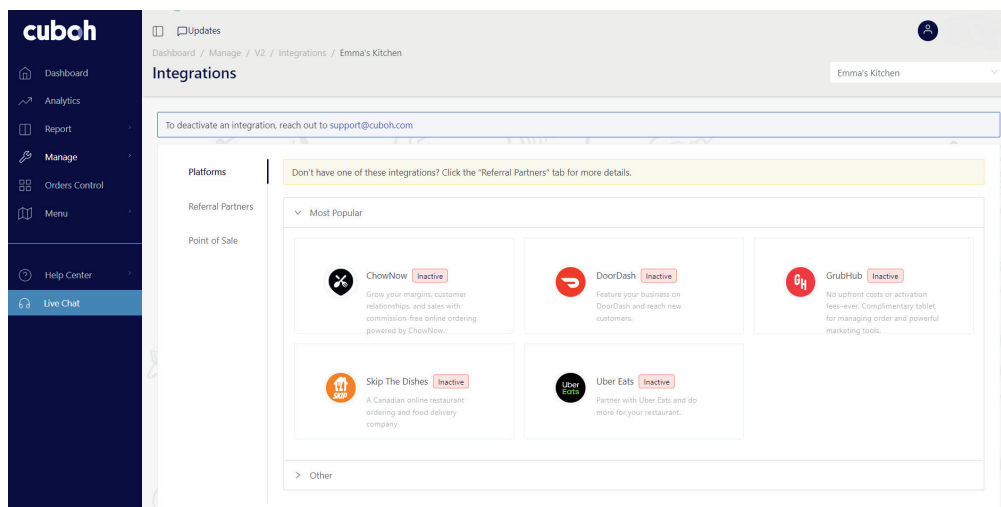 cuboh
Updates
Dashboard / Manage / V2 / Integrations / Emma's Kitchen
Integrations
Emma's Kitchen
Dashboard
Analytics
Report
Manage
Orders Control
Menu
Help Center
Live Chat
To deactivate an integration, reach out to support@cuboh.com
Platforms
Referral Partners
Point of Sale
Don't have one of these integrations? Click the "Referral Partners" tab for more details.
Most Popular
ChowNow Inactive
Grow your margins, customer
relationships, and sales with
commission-free online ordering
powered by ChowNow.
DoorDash Inactive
Feature your business on
DoorDash and reach new
customers.
GH
GrubHub Inactive
No upfront costs or activation
fees–ever. Complimentary tablet
for managing order and powerful
marketing tools.
SKIP
Skip The Dishes Inactive
A Canadian online restaurant
ordering and food delivery
company
Uber
Eats
Uber Eats Inactive
Partner with Uber Eats and do
more for your restaurant.
Other